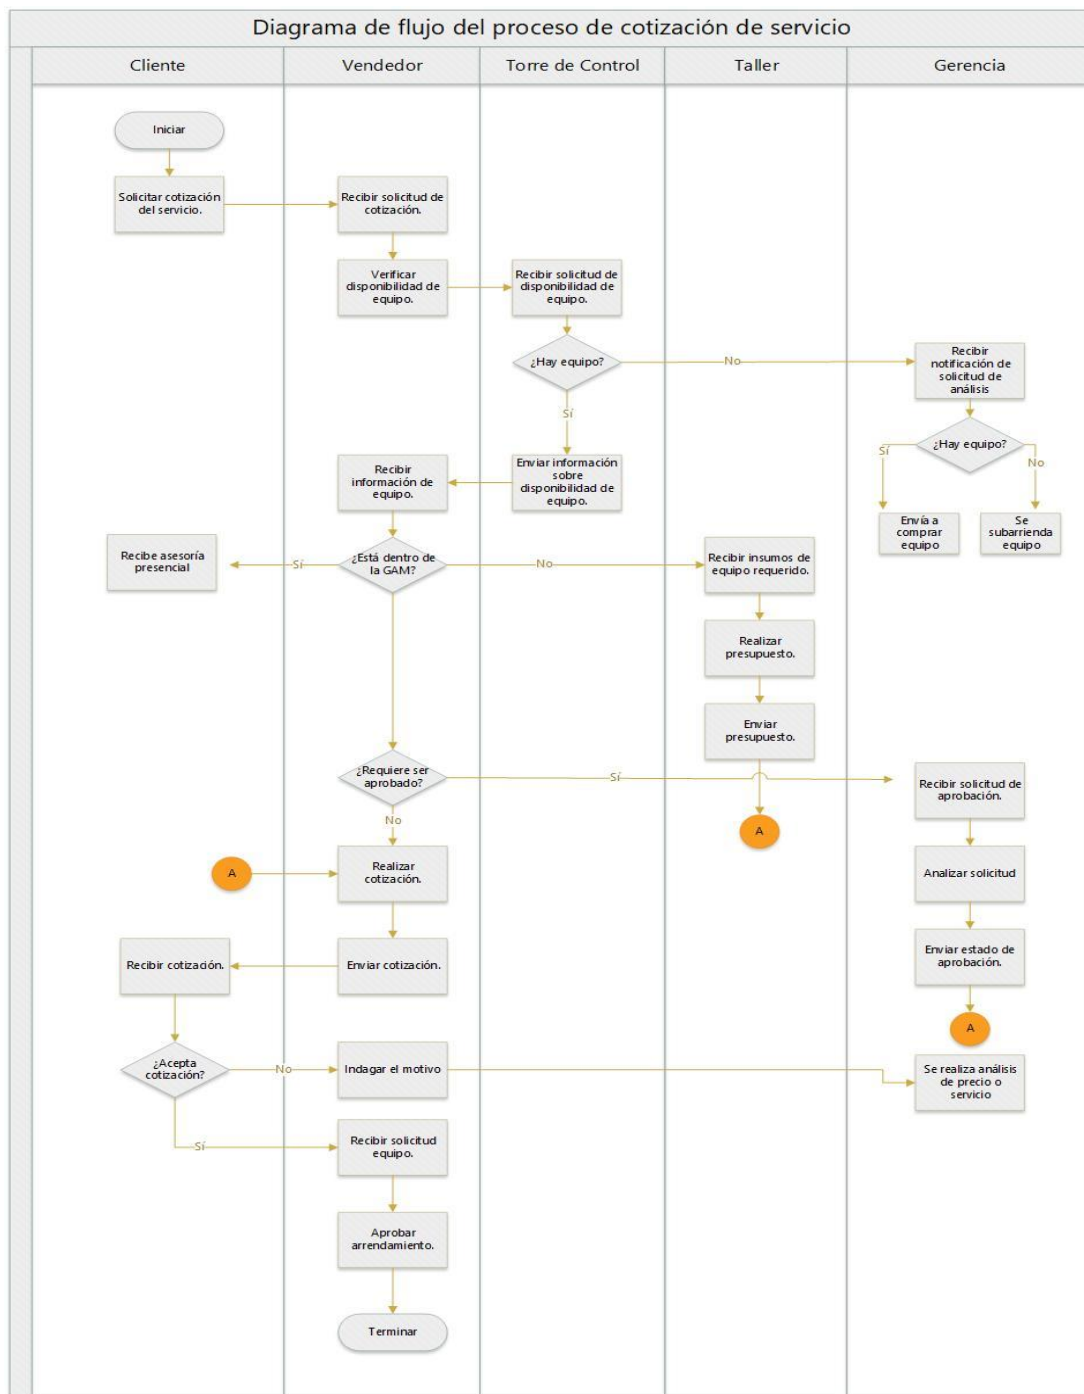 Diagrama de flujo del proceso de cotización de servicio
Cliente
Vendedor
Torre de Control
Taller
Gerencia
Iniciar
Solicitar cotización
del servicio.
Recibir solicitud de
cotización.
Verificar
disponibilidad de
equipo.
Recibir solicitud de
disponibilidad de
equipo.
¿Hay equipo?
No
Recibir
notificación de
solicitud de
análisis
Sí
¿Hay equipo?
Sí
No
Recibir
información de
equipo.
Enviar información
sobre
disponibilidad de
equipo.
Envía a
comprar
equipo
Se
subarrienda
equipo
Recibe asesoría
presencial
Sí
¿Está dentro de
la GAM?
No
Recibir insumos de
equipo requerido.
Realizar
presupuesto.
Enviar
presupuesto.
¿Requiere ser
aprobado?
Sí
Recibir solicitud de
aprobación.
No
A
A
Realizar
cotización.
Analizar solicitud
Recibir cotización.
Enviar cotización.
Enviar estado de
aprobación.
A
¿Acepta
cotización?
No
Indagar el motivo
Se realiza análisis
de precio o
servicio
Sí
Recibir solicitud
equipo.
Aprobar
arrendamiento.
Terminar